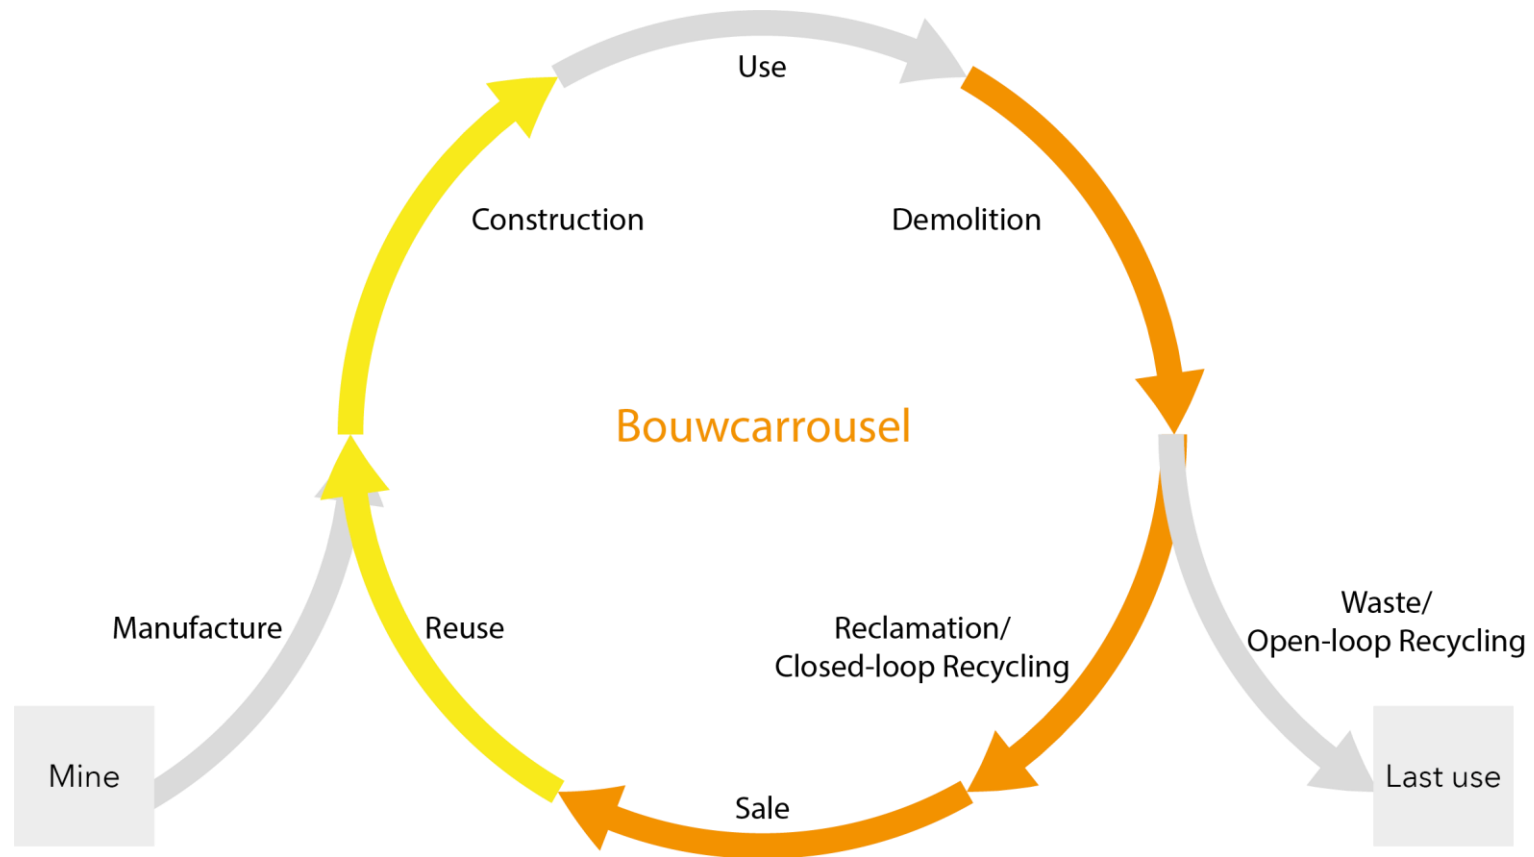 Use
Construction
Demolition
Bouwcarrousel
Manufacture
Reuse
Reclamation/
Closed-loop Recycling
Waste/
Open-loop Recycling
Mine
Sale
Last use